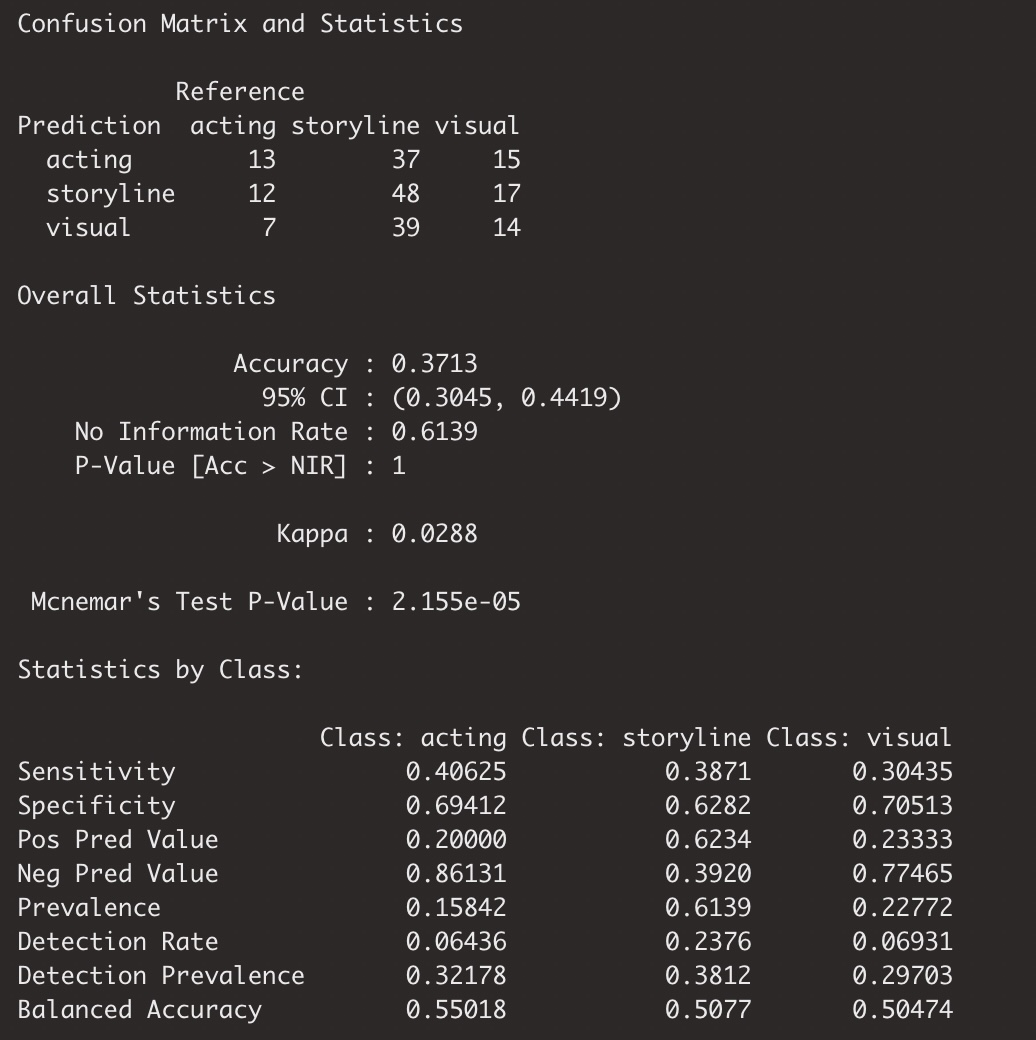 Confusion Matrix and Statistics
Reference
Prediction acting storyline visual
acting 13 37 15
storyline 12 48 17
visual 7 39 14
Overall Statistics
Accuracy : 0.3713
95% CI : (0.3045, 0.4419)
No Information Rate : 0.6139
P-Value [Acc > NIR] : 1
Kappa : 0.0288
Mcnemar's Test P-Value : 2.155e-05
Statistics by Class:
Class: acting Class: storyline Class: visual
Sensitivity 0.40625 0.3871 0.30435
Specificity 0.69412 0.6282 0.70513
Pos Pred Value 0.20000 0.6234 0.23333
Neg Pred Value 0.86131 0.3920 0.77465
Prevalence 0.15842 0.6139 0.22772
Detection Rate 0.06436 0.2376 0.06931
Detection Prevalence 0.32178 0.3812 0.29703
Balanced Accuracy 0.55018 0.5077 0.50474